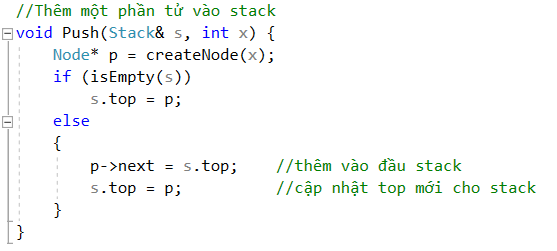 //Thêm một phần tử vào stack
void Push(Stack& s, int x) {
    Node* p = createNode(x);
    if (isEmpty(s))
        s.top = p;
    else
    {
        p->next = s.top;    //thêm vào đầu stack
        s.top = p;          //cập nhật top mới cho stack
    }
}